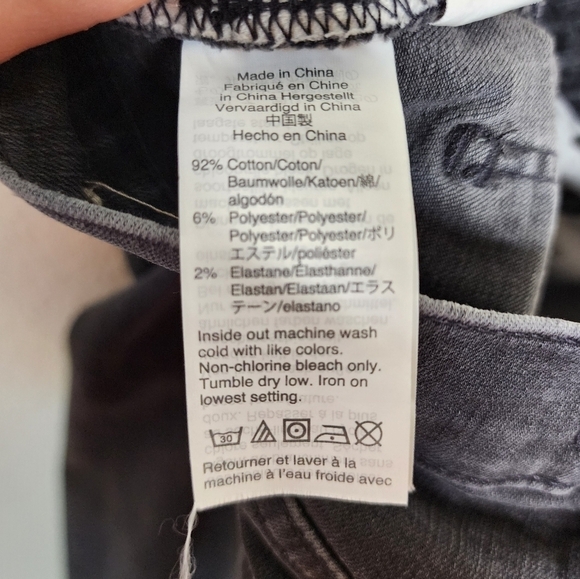 Made in China
Fabriqué en Chine
in China Hergestellt
Vervaardigd in China
中国製
Hecho en China
92% Cotton/Coton/
Baumwolle/Katoen/綿/
algodón
6% Polyester/Polyester/
Polyester/Polyester/ポリ
エステル/poliéster
2% Elastane/Élasthanne/
Elastan/Elastaan/エラス
テーン/elastano
Inside out machine wash
cold with like colors.
Non-chlorine bleach only.
Tumble dry low. Iron on
lowest setting.
30
Retourner et laver à la
machine à l'eau froide avec